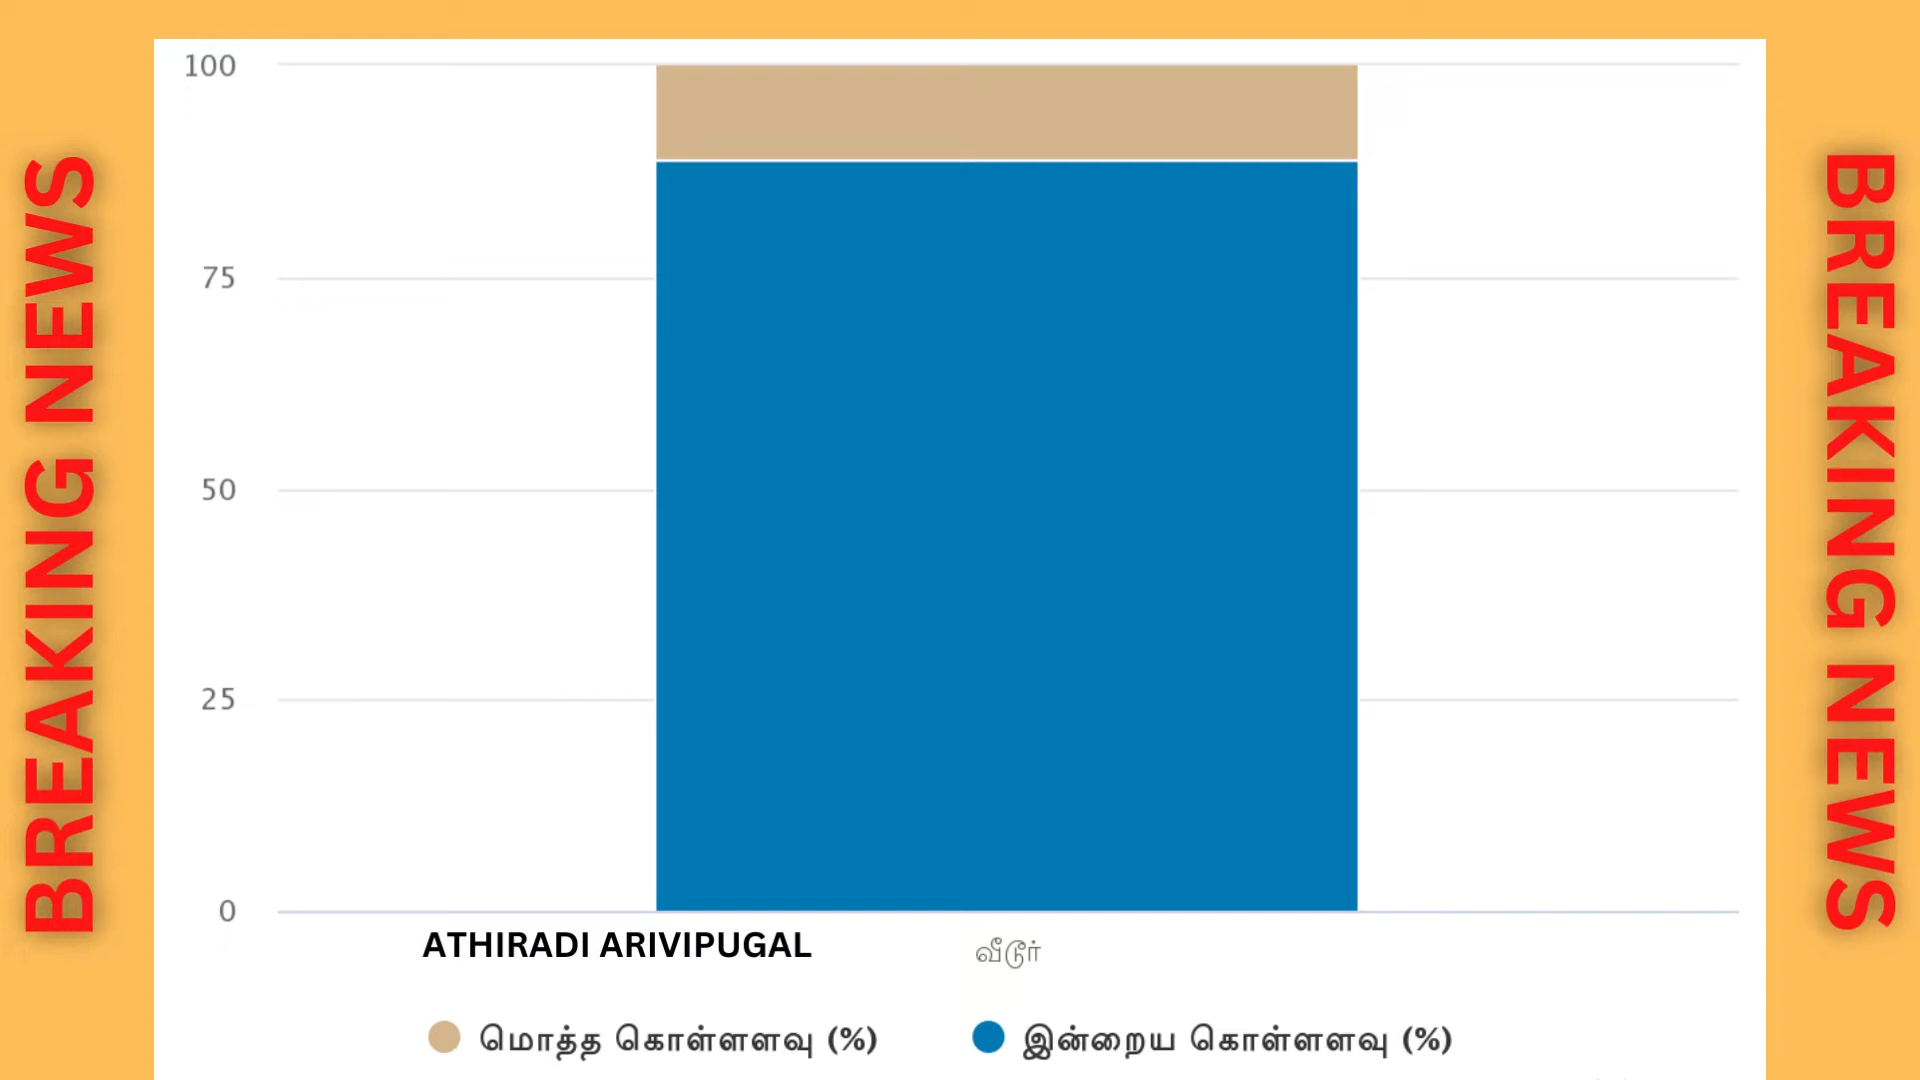 BREAKING NEWS
100
75
50
25
0
ATHIRADI ARIVIPUGAL
வீடூர்
மொத்த கொள்ளளவு (%)
இன்றைய கொள்ளளவு (%)
BREAKING NEWS